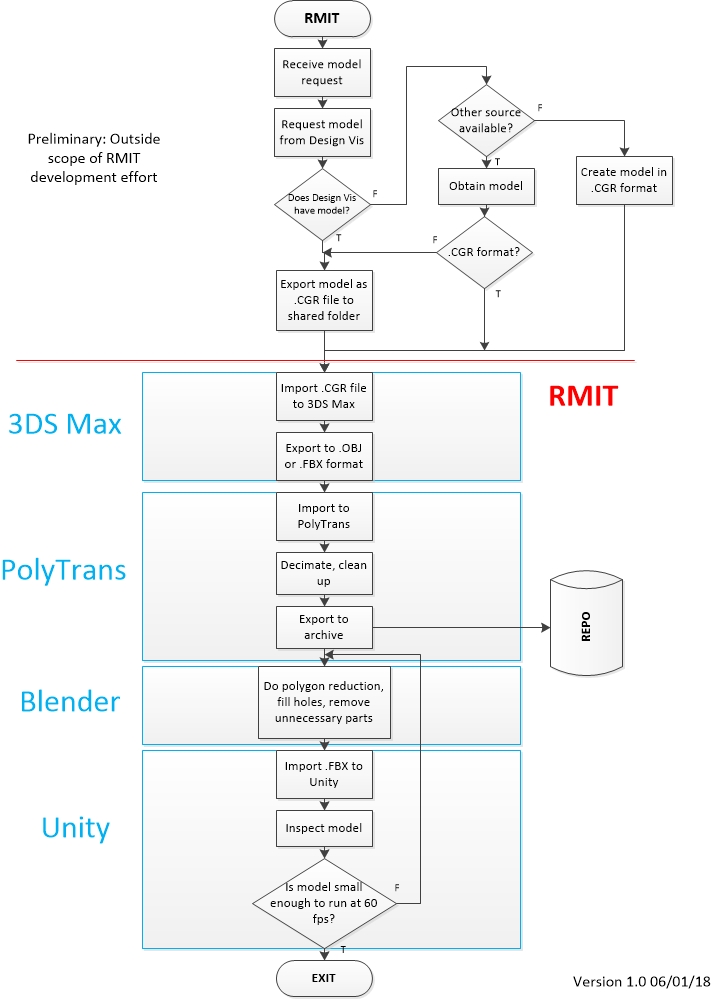 RMIT
Receive model
request
Request model
from Design Vis
Does Design Vis
have model?
F
T
Preliminary: Outside
scope of RMIT
development effort
Other source
available?
F
T
Obtain model
Create model in
.CGR format
.CGR format?
F
T
Export model as
.CGR file to
shared folder
RMIT
3DS Max
Import .CGR file
to 3DS Max
Export to .OBJ
or .FBX format
PolyTrans
Import to
PolyTrans
Decimate, clean
up
Export to
archive
REPO
Blender
Do polygon reduction,
fill holes, remove
unnecessary parts
Unity
Import .FBX to
Unity
Inspect model
Is model small
enough to run at 60
fps?
F
T
EXIT
Version 1.0 06/01/18